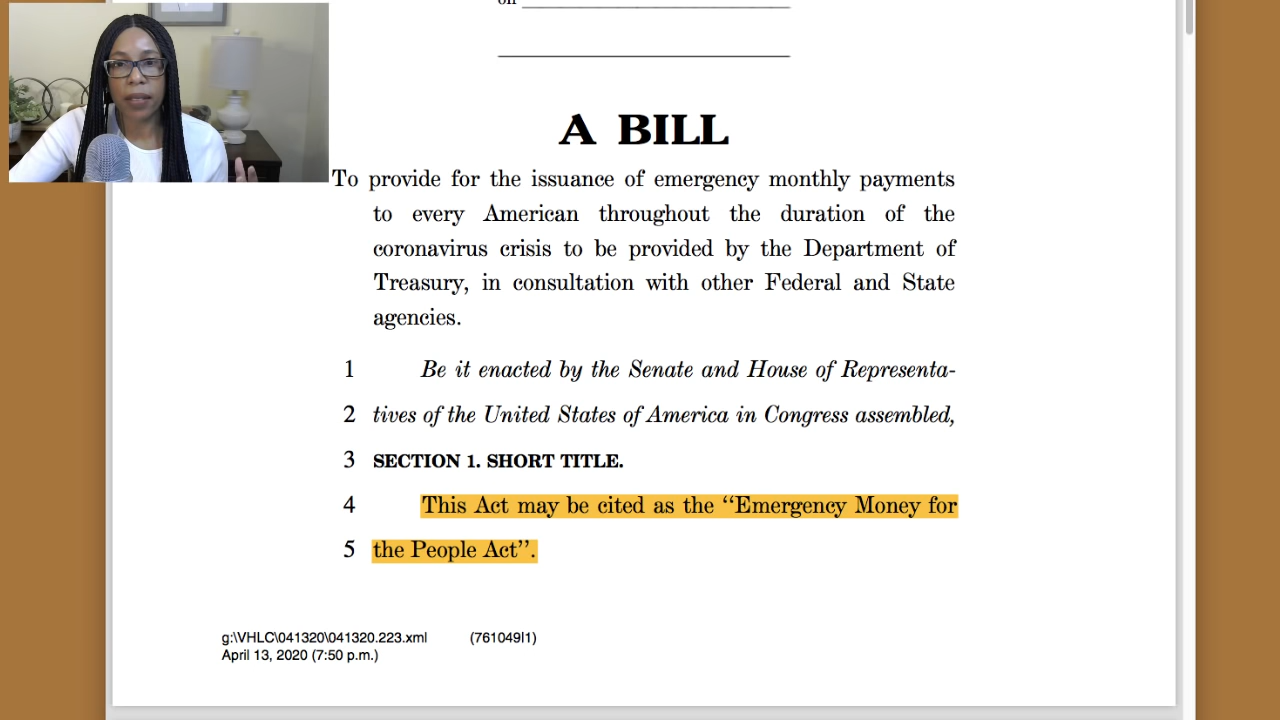 on
A BILL
To provide for the issuance of emergency monthly payments
to every American throughout the duration of the
coronavirus crisis to be provided by the Department of
Treasury, in consultation with other Federal and State
agencies.
1 Be it enacted by the Senate and House of Representa-
2 tives of the United States of America in Congress assembled,
3 SECTION 1. SHORT TITLE.
4 This Act may be cited as the ‘‘Emergency Money for
5 the People Act’’.
g:\VHLC\041320\041320.223.xml (761049l1)
April 13, 2020 (7:50 p.m.)